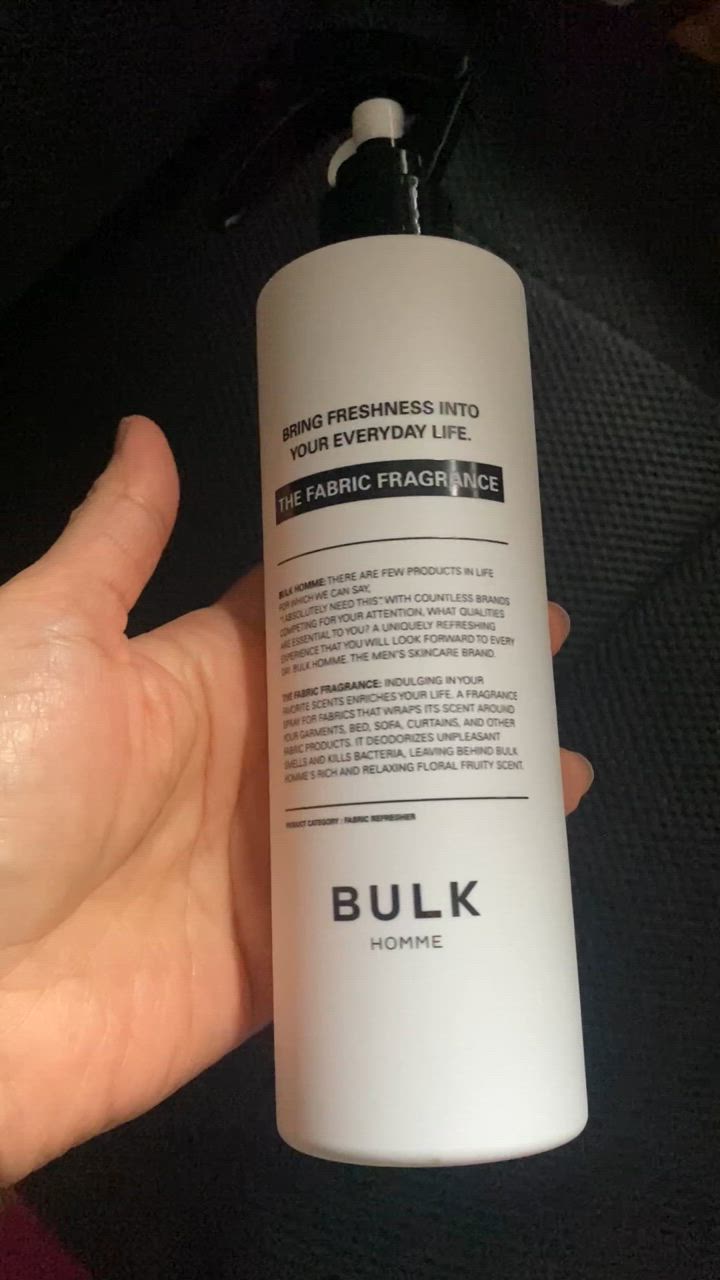 BRING FRESHNESS INTO
YOUR EVERYDAY LIFE.
THE FABRIC FRAGRANCE
BULK HOMME: THERE ARE FEW PRODUCTS IN LIFE
FOR WHICH WE CAN SAY,
"I ABSOLUTELY NEED THIS" WITH COUNTLESS BRANDS
COMPETING FOR YOUR ATTENTION, WHAT QUALITIES
ARE ESSENTIAL TO YOU? A UNIQUELY REFRESHING
EXPERIENCE THAT YOU WILL LOOK FORWARD TO EVERY
DAY. BULK HOMME. THE MEN'S SKINCARE BRAND.
THE FABRIC FRAGRANCE: INDULGING IN YOUR
FAVORITE SCENTS ENRICHES YOUR LIFE. A FRAGRANCE
SPRAY FOR FABRICS THAT WRAPS ITS SCENT AROUND
YOUR GARMENTS, BED, SOFA, CURTAINS, AND OTHER
FABRIC PRODUCTS. IT DEODORIZES UNPLEASANT
SMELLS AND KILLS BACTERIA, LEAVING BEHIND BULK
HOMME'S RICH AND RELAXING FLORAL FRUITY SCENT.
PRODUCT CATEGORY : FABRIC REFRESHER
BULK
HOMME